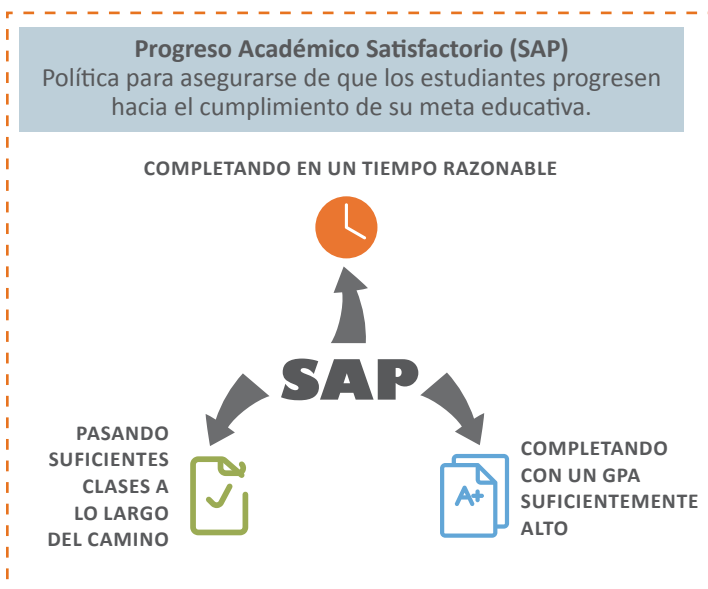 Progreso Académico Satisfactorio (SAP)
Política para asegurarse de que los estudiantes progresen
hacia el cumplimiento de su meta educativa.
COMPLETANDO EN UN TIEMPO RAZONABLE
SAP
PASANDO
SUFICIENTES
CLASES A
LO LARGO
DEL CAMINO
A+
COMPLETANDO
CON UN GPA
SUFICIENTEMENTE
ALTO